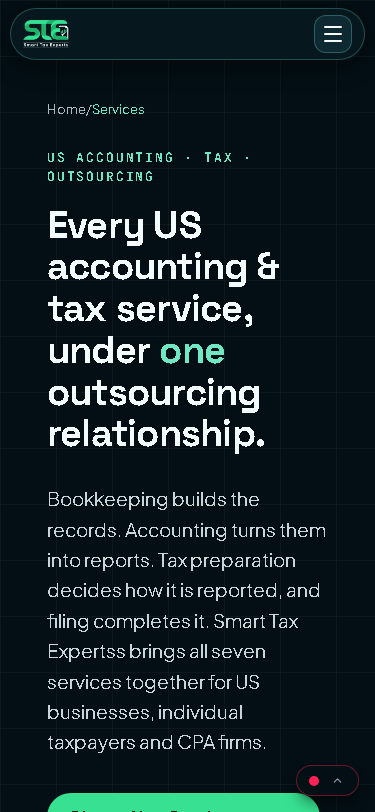 Smart Tax Expertss
Home/Services
US ACCOUNTING · TAX ·
OUTSOURCING
Every US
accounting &
tax service,
under one
outsourcing
relationship.
Bookkeeping builds the
records. Accounting turns them
into reports. Tax preparation
decides how it is reported, and
filing completes it. Smart Tax
Expertss brings all seven
services together for US
businesses, individual
taxpayers and CPA firms.